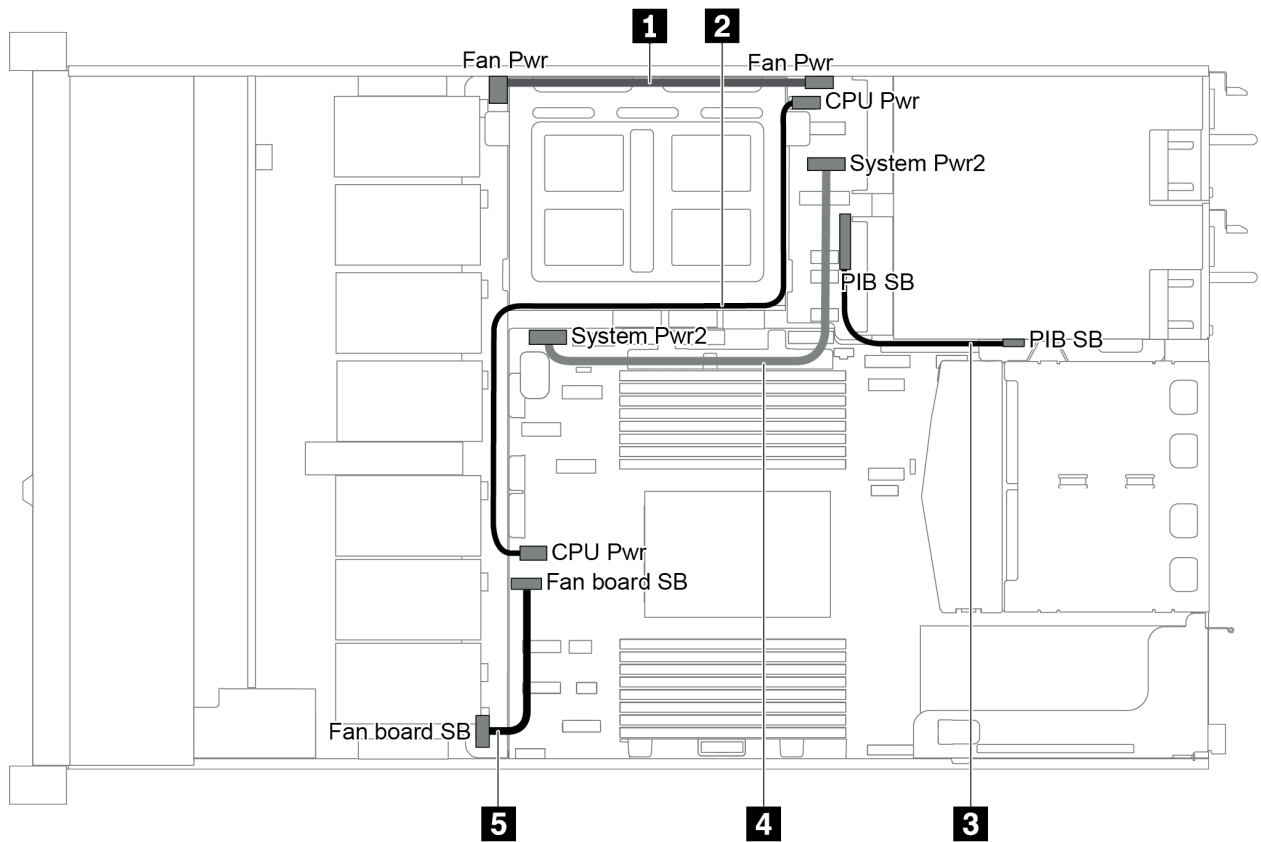 1
2
Fan Pwr
Fan Pwr
CPU Pwr
System Pwr2
PIB SB
System Pwr2
PIB SB
CPU Pwr
Fan board SB
Fan board SB
5
4
3